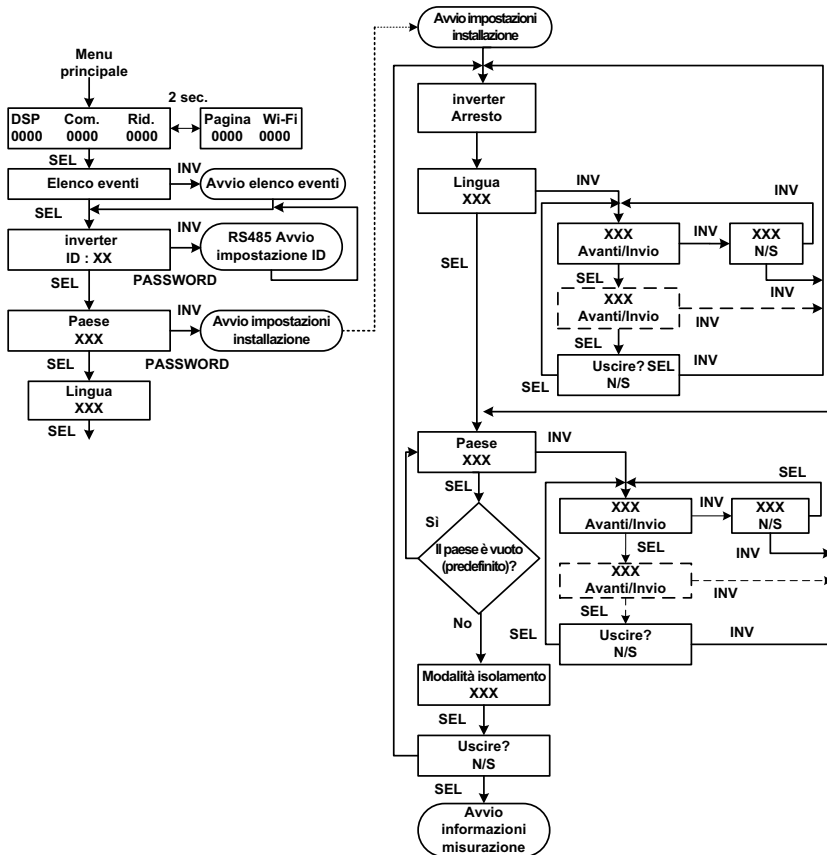 Menu
principale
2 sec.
DSP Com. Rid.
0000 0000 0000
Pagina Wi-Fi
0000 0000
SEL
Elenco eventi
INV
Avvio elenco eventi
SEL
inverter
ID : XX
INV
PASSWORD
RS485 Avvio
impostazione ID
SEL
Paese
XXX
INV
PASSWORD
Avvio impostazioni
installazione
SEL
Lingua
XXX
SEL
Avvio impostazioni
installazione
inverter
Arresto
Lingua
XXX
INV
SEL
XXX
Avanti/Invio
INV
XXX
N/S
INV
INV
SEL
XXX
Avanti/Invio
INV
SEL
Uscire? SEL
N/S
INV
SEL
Paese
XXX
INV
SEL
Sì
Il paese è vuoto
(predefinito)?
No
XXX
Avanti/Invio
INV
XXX
N/S
SEL
INV
SEL
XXX
Avanti/Invio
INV
SEL
Uscire?
N/S
INV
SEL
Modalità isolamento
XXX
SEL
Uscire?
N/S
SEL
Avvio
informazioni
misurazione